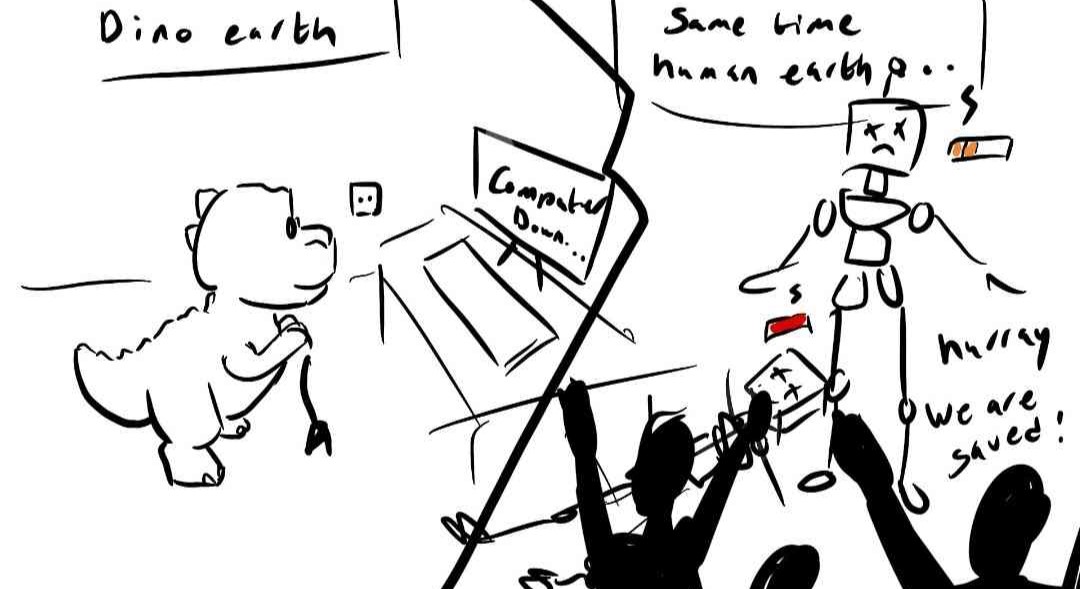 Dino earth
Computer
Down...
Same time
human earth...
hurray
we are
saved!